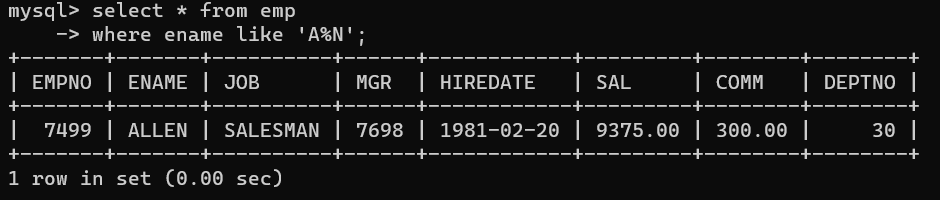 mysql> select * from emp
    -> where ename like 'A%N';
+-------+-------+----------+------+------------+---------+--------+--------+
| EMPNO | ENAME | JOB      | MGR  | HIREDATE   | SAL     | COMM   | DEPTNO |
+-------+-------+----------+------+------------+---------+--------+--------+
|  7499 | ALLEN | SALESMAN | 7698 | 1981-02-20 | 9375.00 | 300.00 |     30 |
+-------+-------+----------+------+------------+---------+--------+--------+
1 row in set (0.00 sec)